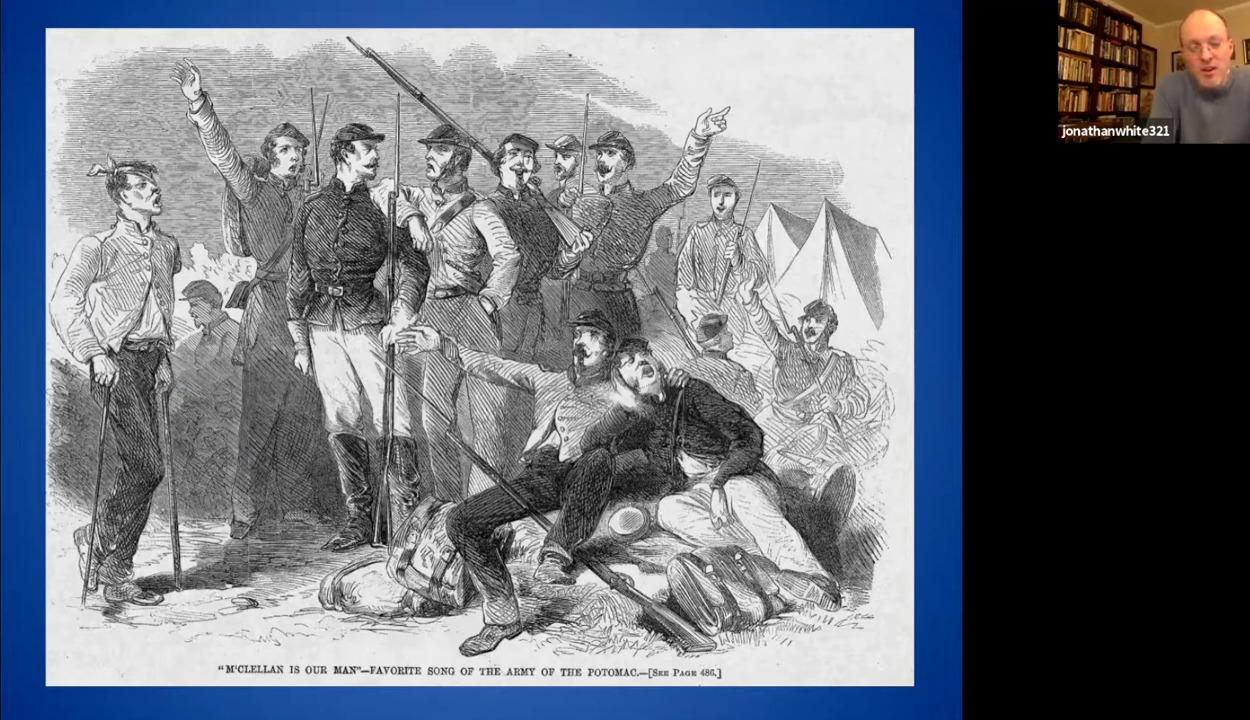 jonathanwhite321
"M'CLELLAN IS OUR MAN"—FAVORITE SONG OF THE ARMY OF THE POTOMAC.—[SEE PAGE 486.]